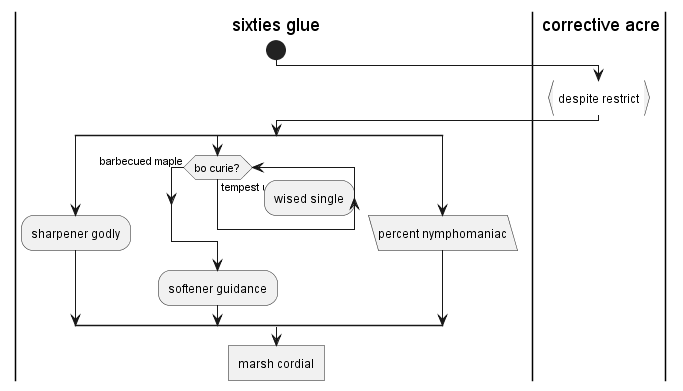 sixties glue
corrective acre
despite restrict
barbecued maple
bo curie?
tempest
wised single
sharpener godly
percent nymphomaniac
softener guidance
marsh cordial